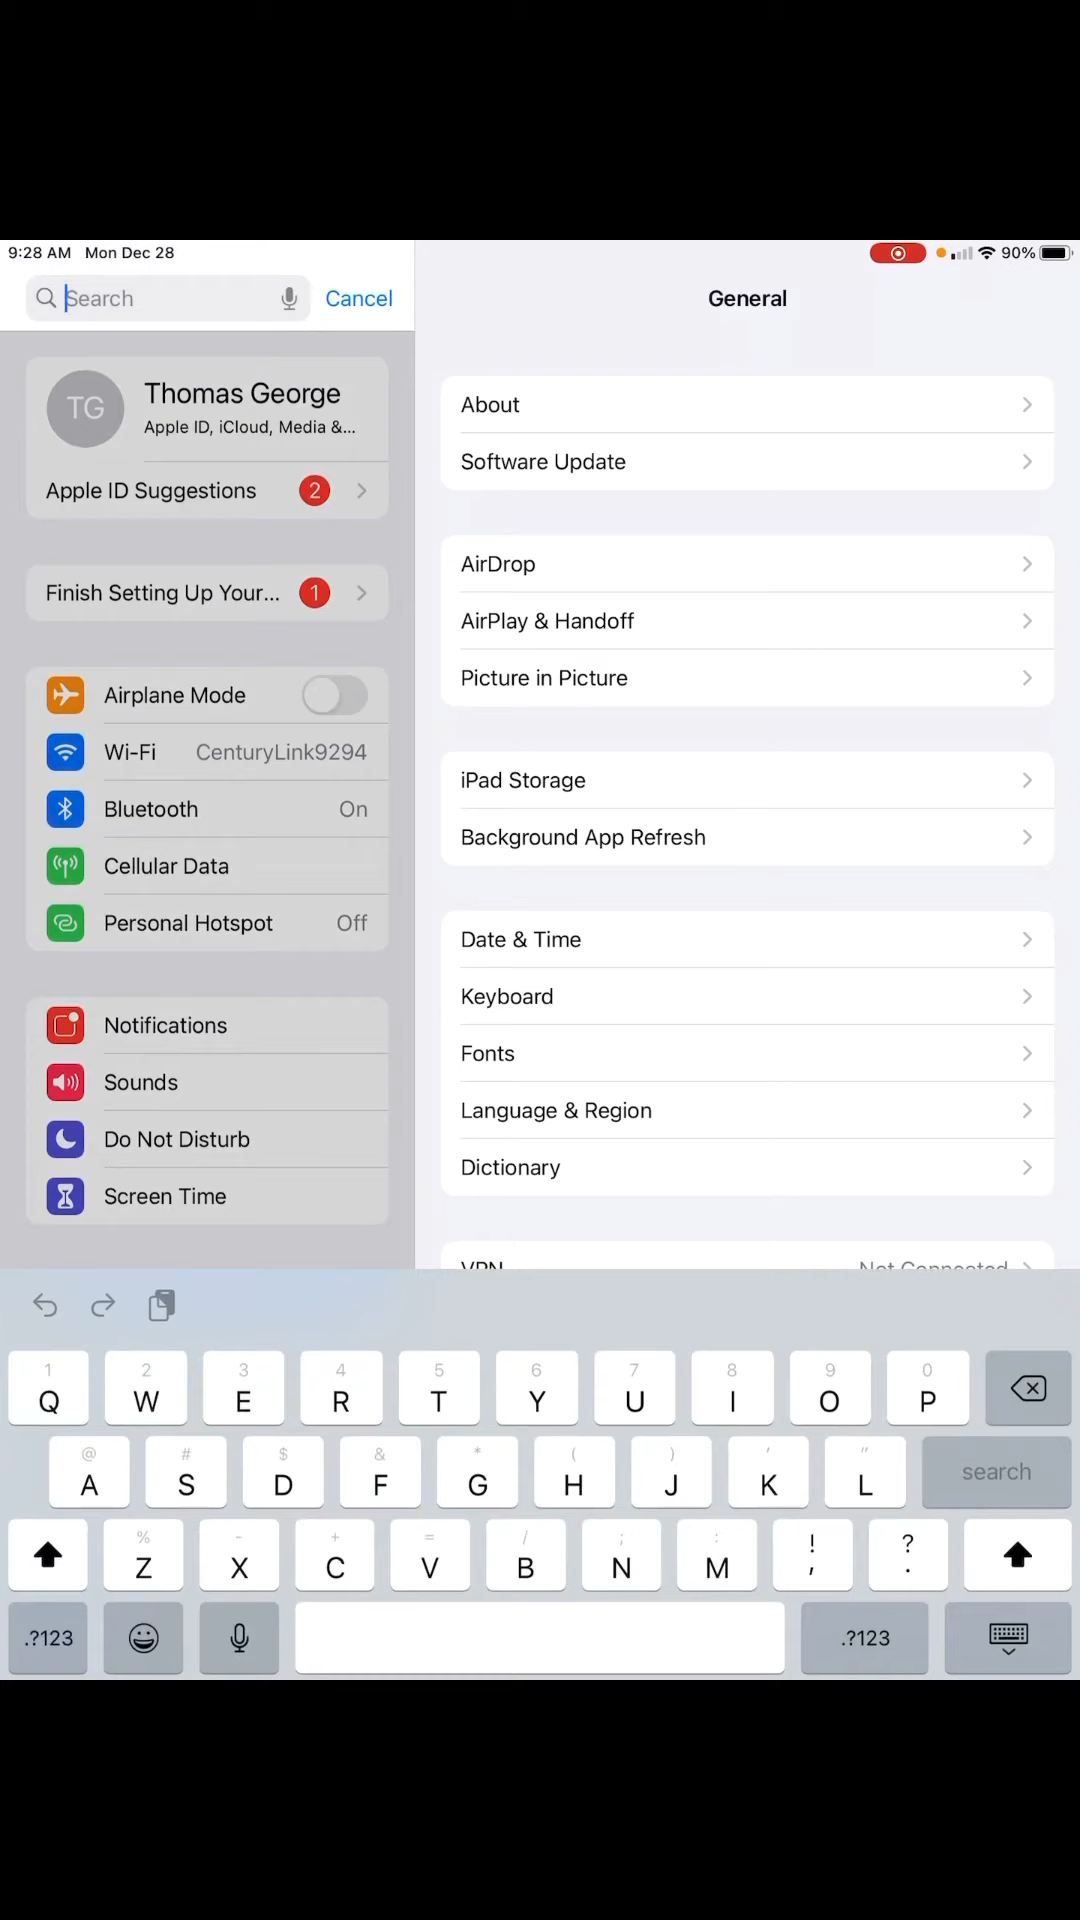 9:28 AM Mon Dec 28
90%
Search
Cancel
General
TG
Thomas George
Apple ID, iCloud, Media &...
Apple ID Suggestions 2
Finish Setting Up Your... 1
Airplane Mode
Wi-Fi CenturyLink9294
Bluetooth On
Cellular Data
Personal Hotspot Off
Notifications
Sounds
Do Not Disturb
Screen Time
About
Software Update
AirDrop
AirPlay & Handoff
Picture in Picture
iPad Storage
Background App Refresh
Date & Time
Keyboard
Fonts
Language & Region
Dictionary
VPN Not Connected
1 2 3 4 5 6 7 8 9 0
Q W E R T Y U I O P
@ # $ & * ( ) ' "
A S D F G H J K L search
% - + = / ; : ! ?
Z X C V B N M , .
.?123 .?123